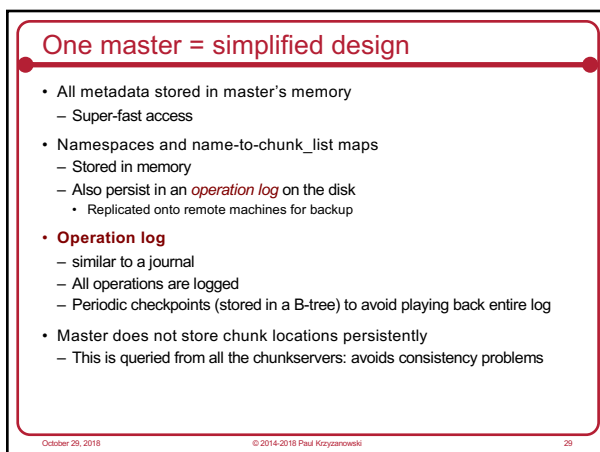 One master = simplified design
• All metadata stored in master's memory
– Super-fast access
• Namespaces and name-to-chunk_list maps
– Stored in memory
– Also persist in an operation log on the disk
• Replicated onto remote machines for backup
• Operation log
– similar to a journal
– All operations are logged
– Periodic checkpoints (stored in a B-tree) to avoid playing back entire log
• Master does not store chunk locations persistently
– This is queried from all the chunkservers: avoids consistency problems
October 29, 2018 © 2014-2018 Paul Krzyzanowski 29